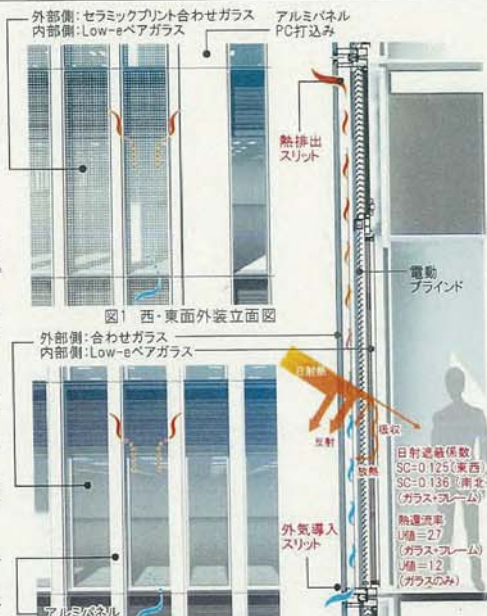 外部側:セラミックプリント合わせガラス
内部側:Low-eペアガラス
アルミパネル
PC打込み
熱排出
スリット
電動
ブラインド
図1 西・東面外装立面図
外部側:合わせガラス
内部側:Low-eペアガラス
日射熱
反射
吸収
放熱
日射遮蔽係数
SC=0.125(東西)
SC=0.136(南北)
(ガラス+フレーム)
熱還流率
U値=2.7
(ガラス+フレーム)
U値=1.2
(ガラスのみ)
外気導入
スリット
アルミパネル